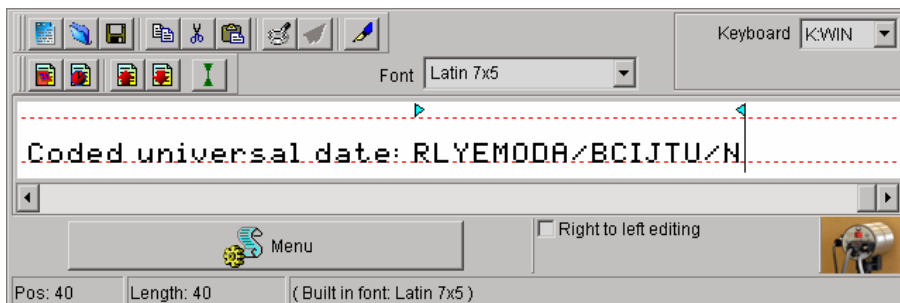 Keyboard K:WIN
Font Latin 7x5
Coded universal date: RLYEMODA/BCIJTU/N
Menu
Right to left editing
Pos: 40 Length: 40 ( Built in font: Latin 7x5 )